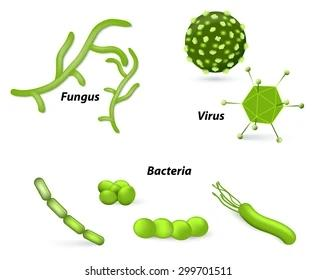 Fungus
Virus
Bacteria
shutterstock.com · 299701511